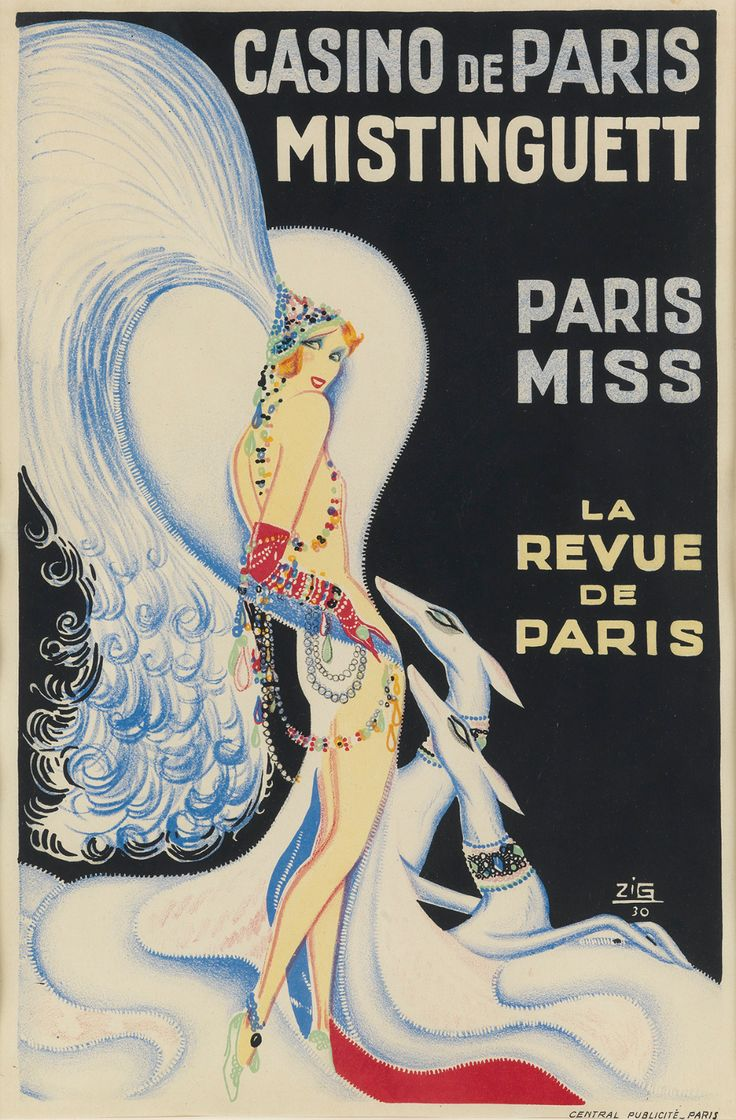 CASINO DE PARIS
MISTINGUETT
PARIS
MISS
LA
REVUE
DE
PARIS
ZIG
30
CENTRAL PUBLICITÉ_PARIS